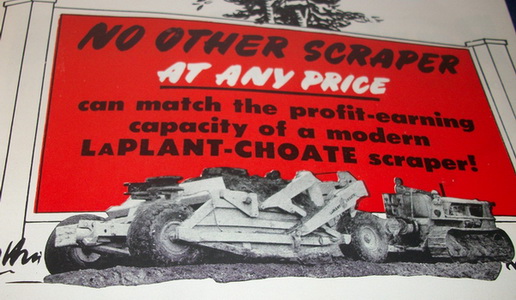 NO OTHER SCRAPER
AT ANY PRICE
can match the profit-earning
capacity of a modern
LAPLANT-CHOATE scraper!